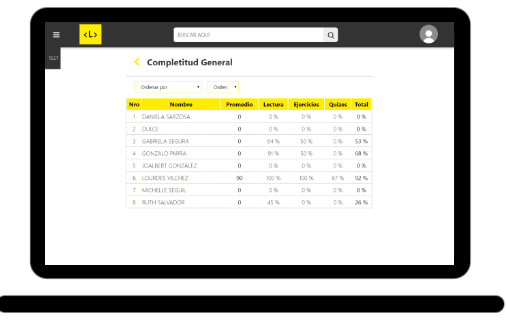 <L>
BUSCAR AQUÍ
TEST
Completitud General
Ordenar por
Orden
Nro Nombre Promedio Lectura Ejercicios Quizes Total
1 DANIELA SARZOSA 0 0 % 0 % 0 % 0 %
2 DULCE 0 0 % 0 % 0 % 0 %
3 GABRIELA SEGURA 0 64 % 50 % 0 % 53 %
4 GONZALO PARRA 0 91 % 50 % 0 % 68 %
5 JOALBERT GONZALEZ 0 0 % 0 % 0 % 0 %
6 LOURDES VILCHEZ 90 100 % 100 % 67 % 92 %
7 MICHELLE SEGUIL 0 0 % 0 % 0 % 0 %
8 RUTH SALVADOR 0 45 % 0 % 0 % 26 %